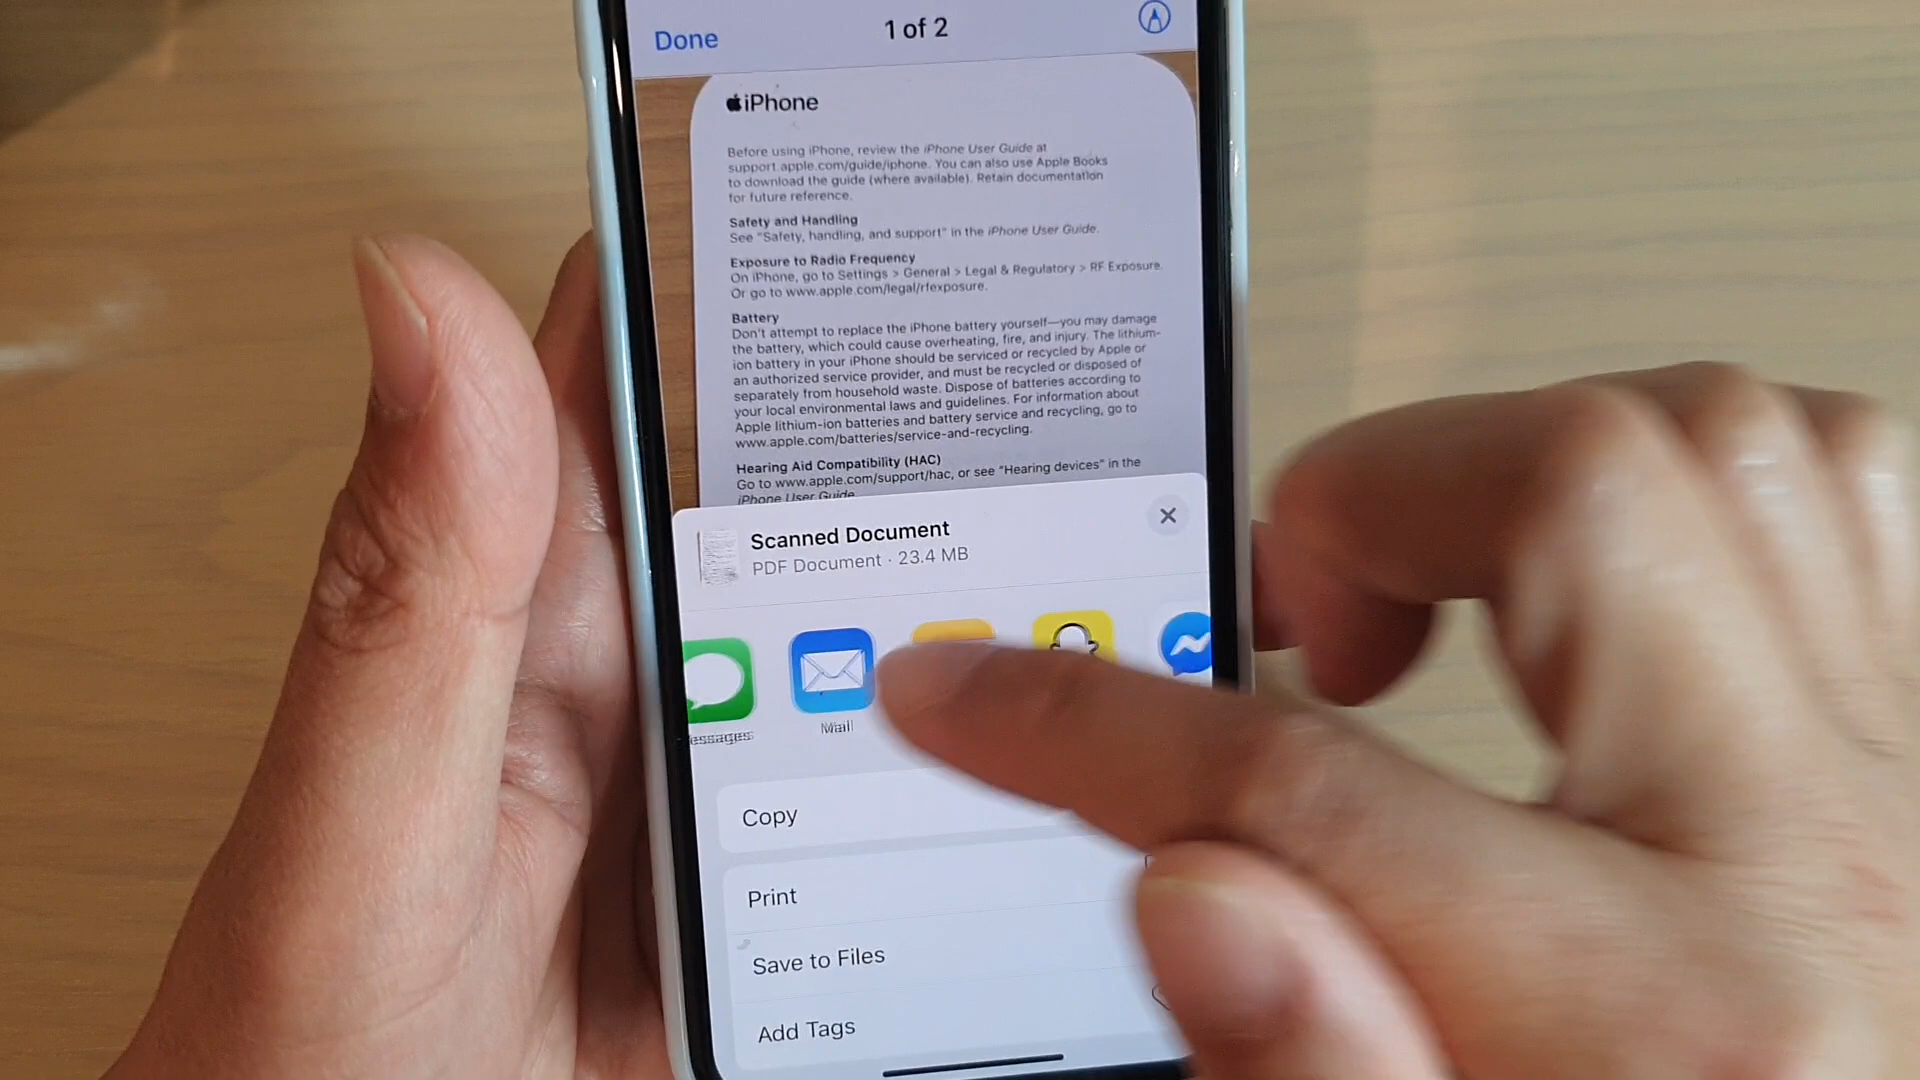 Done
1 of 2
iPhone
Before using iPhone, review the iPhone User Guide at
support.apple.com/guide/iphone. You can also use Apple Books
to download the guide (where available). Retain documentation
for future reference.
Safety and Handling
See "Safety, handling, and support" in the iPhone User Guide.
Exposure to Radio Frequency
On iPhone, go to Settings > General > Legal & Regulatory > RF Exposure.
Or go to www.apple.com/legal/rfexposure.
Battery
Don't attempt to replace the iPhone battery yourself—you may damage
the battery, which could cause overheating, fire, and injury. The lithium-
ion battery in your iPhone should be serviced or recycled by Apple or
an authorized service provider, and must be recycled or disposed of
separately from household waste. Dispose of batteries according to
your local environmental laws and guidelines. For information about
Apple lithium-ion batteries and battery service and recycling, go to
www.apple.com/batteries/service-and-recycling.
Hearing Aid Compatibility (HAC)
Go to www.apple.com/support/hac, or see "Hearing devices" in the
iPhone User Guide
Scanned Document
PDF Document · 23.4 MB
essages
Mail
Copy
Print
Save to Files
Add Tags